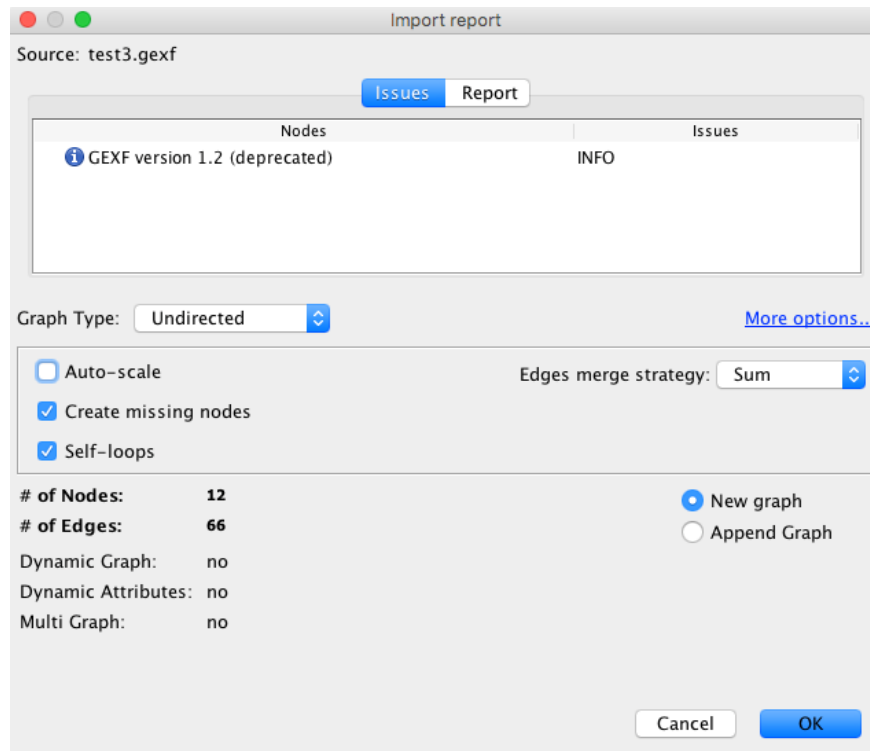 Import report
Source: test3.gexf
Issues Report
Nodes Issues
GEXF version 1.2 (deprecated) INFO
Graph Type: Undirected More options..
Auto-scale Edges merge strategy: Sum
Create missing nodes
Self-loops
# of Nodes: 12 New graph
# of Edges: 66 Append Graph
Dynamic Graph: no
Dynamic Attributes: no
Multi Graph: no
Cancel OK